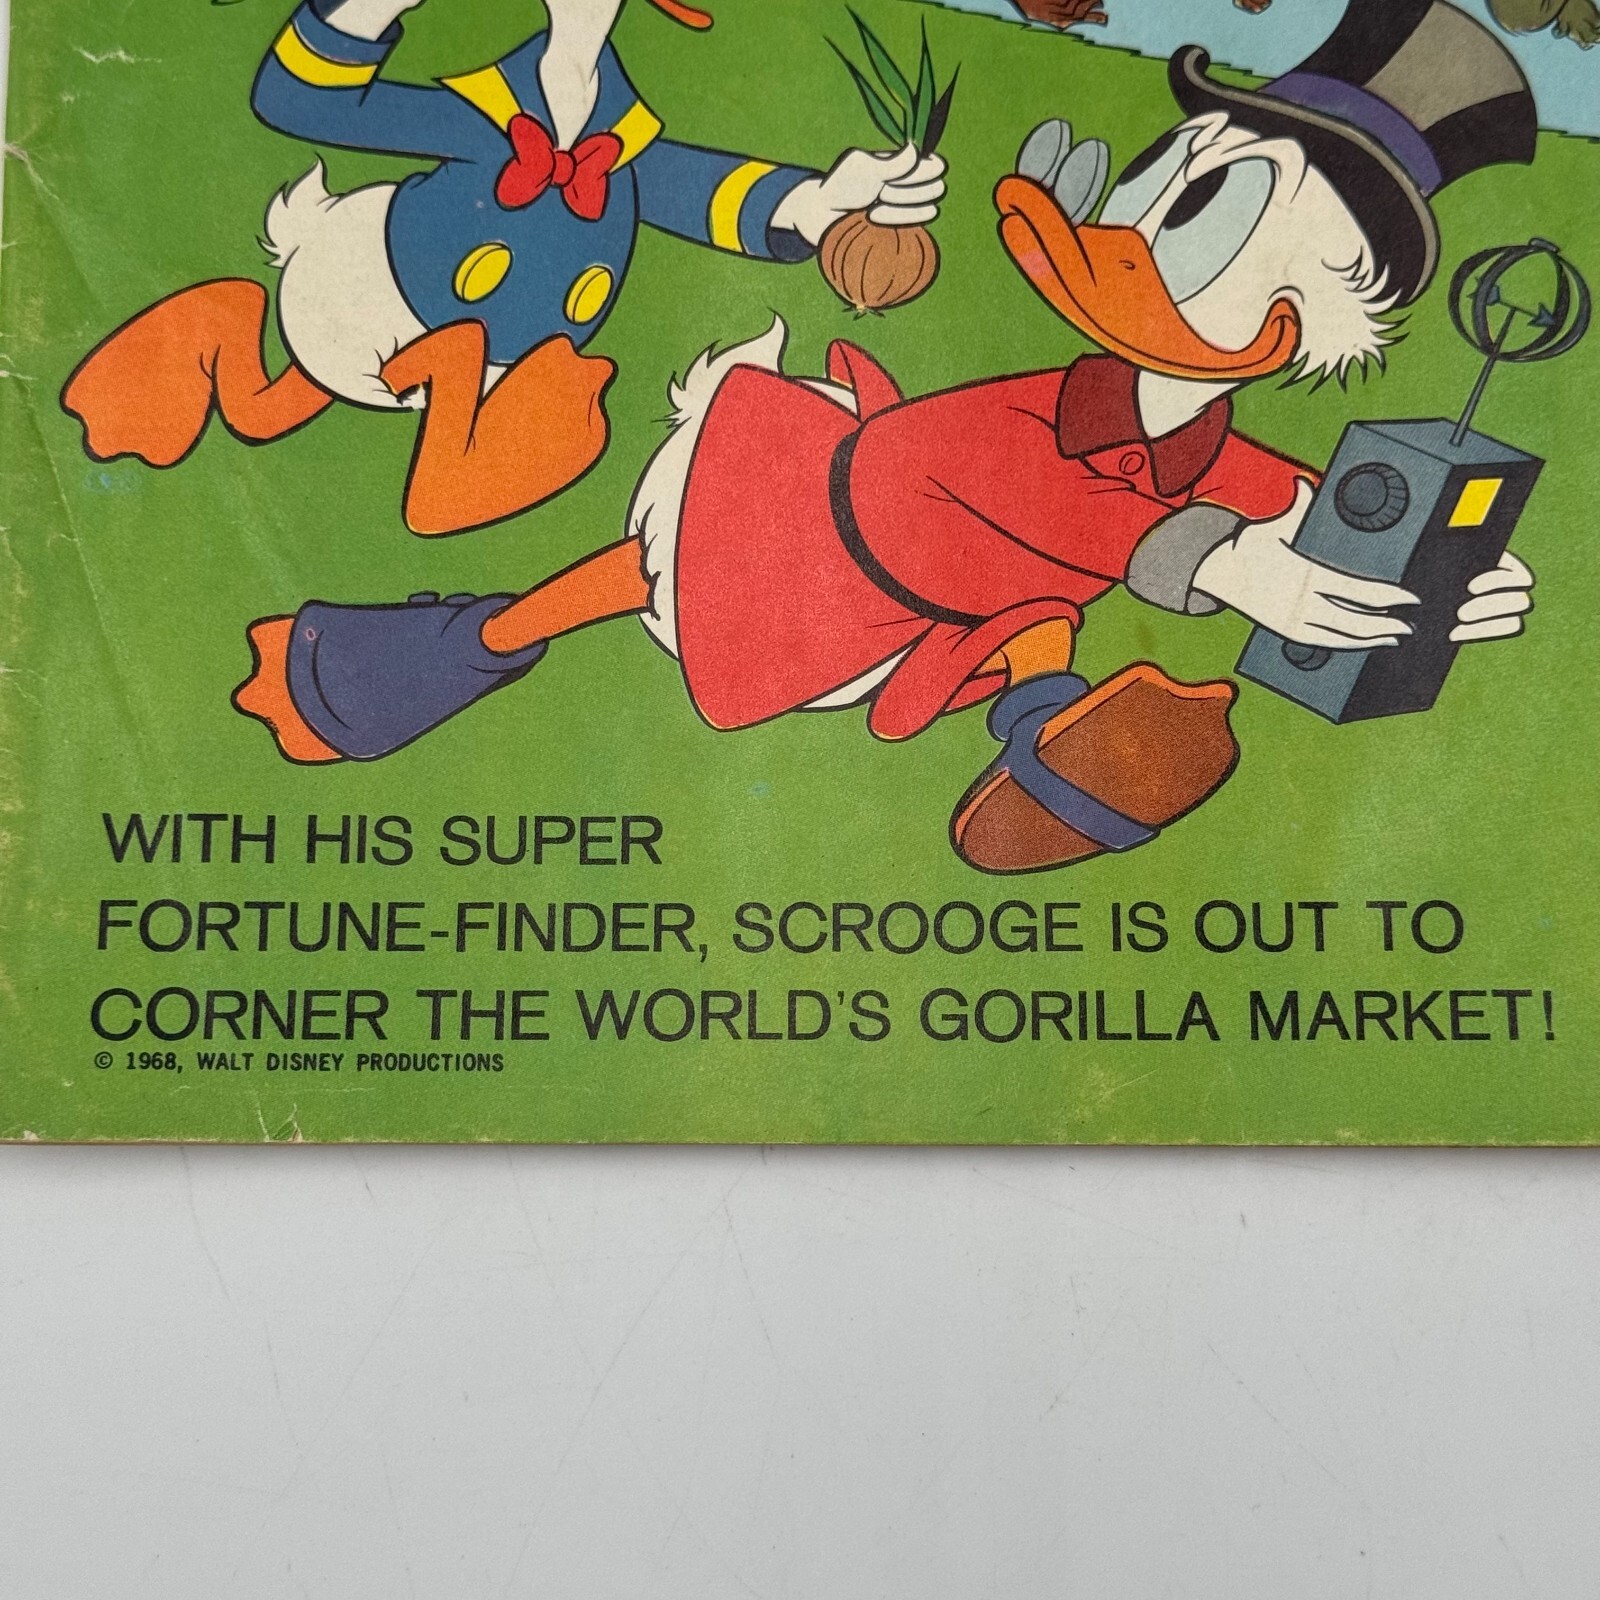 WITH HIS SUPER
FORTUNE-FINDER, SCROOGE IS OUT TO
CORNER THE WORLD'S GORILLA MARKET!
© 1968, WALT DISNEY PRODUCTIONS